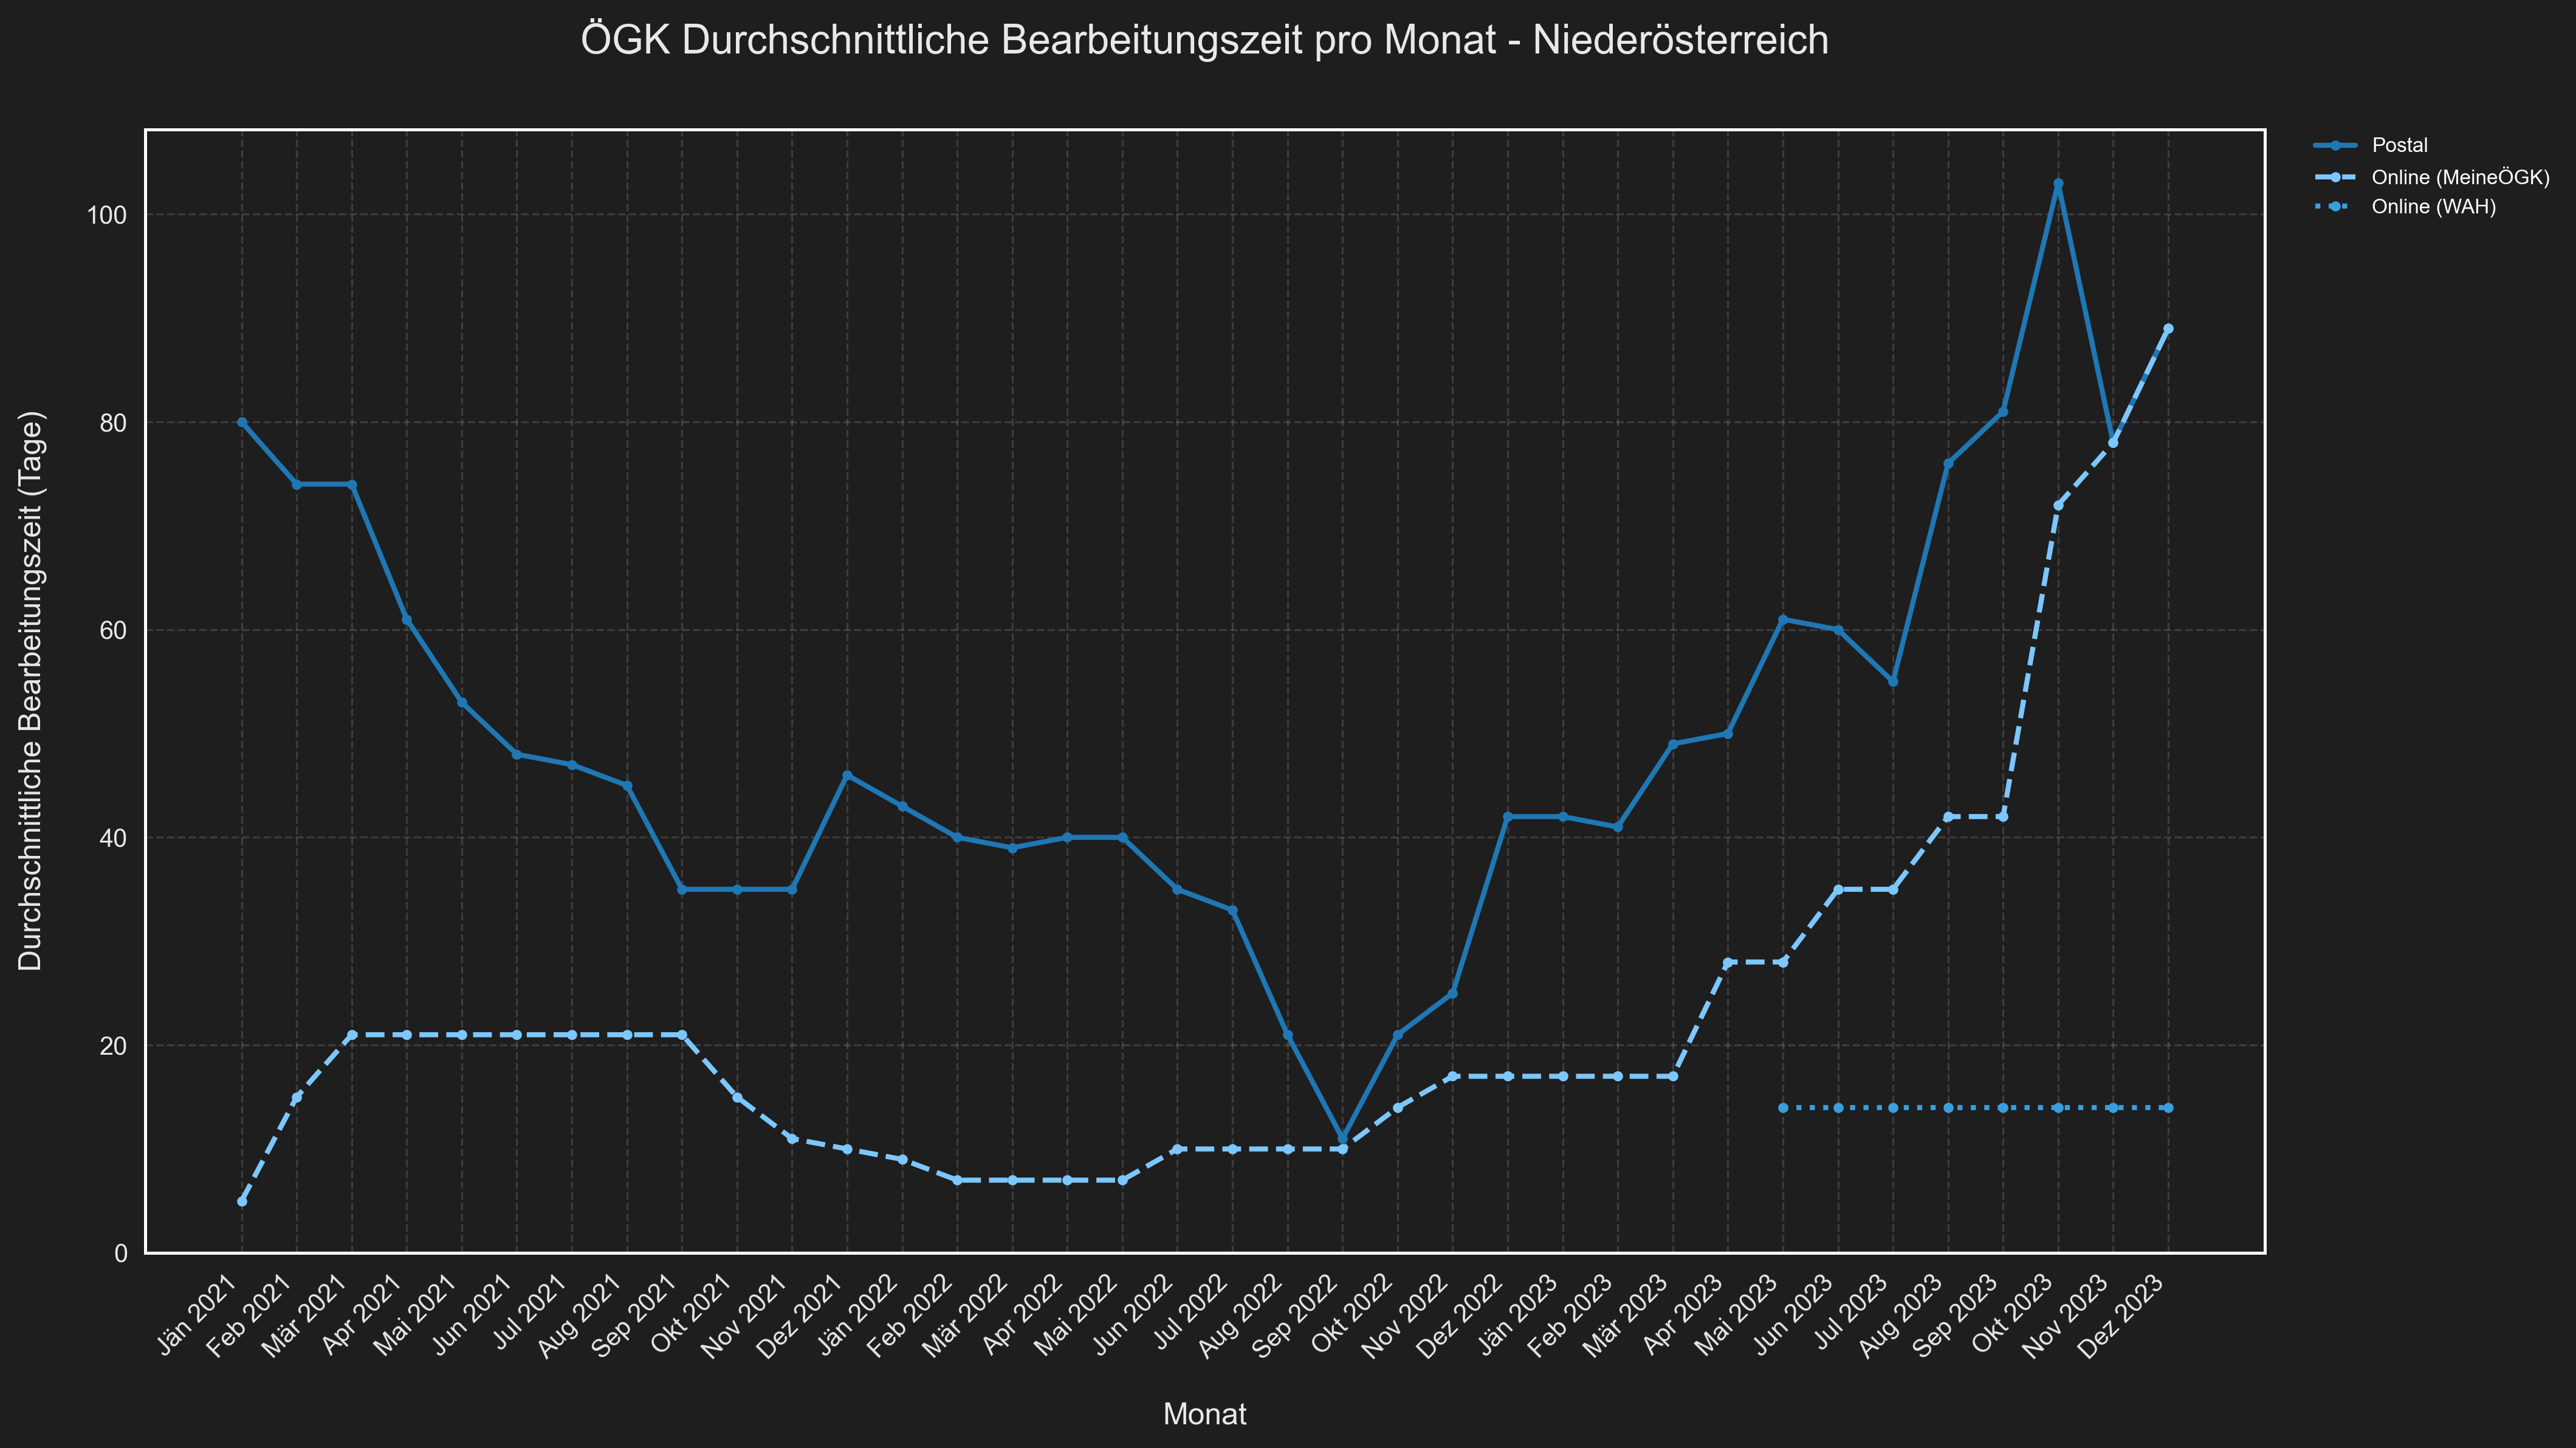 ÖGK Durchschnittliche Bearbeitungszeit pro Monat - Niederösterreich
Postal
Online (MeineÖGK)
Online (WAH)
Durchschnittliche Bearbeitungszeit (Tage)
100
80
60
40
20
0
Jän 2021
Feb 2021
Mär 2021
Apr 2021
Mai 2021
Jun 2021
Jul 2021
Aug 2021
Sep 2021
Okt 2021
Nov 2021
Dez 2021
Jän 2022
Feb 2022
Mär 2022
Apr 2022
Mai 2022
Jun 2022
Jul 2022
Aug 2022
Sep 2022
Okt 2022
Nov 2022
Dez 2022
Jän 2023
Feb 2023
Mär 2023
Apr 2023
Mai 2023
Jun 2023
Jul 2023
Aug 2023
Sep 2023
Okt 2023
Nov 2023
Dez 2023
Monat